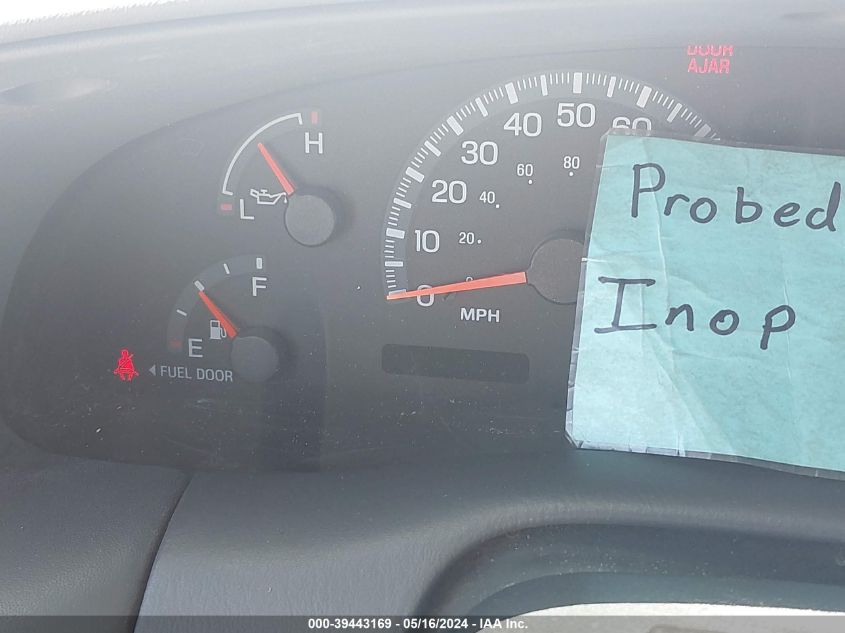 DOOR
AJAR
H
L
F
E
FUEL DOOR
0
10
20
30
40
50
60
20
40
60
80
MPH
Probed
Inop
000-39443169 - 05/16/2024 - IAA Inc.